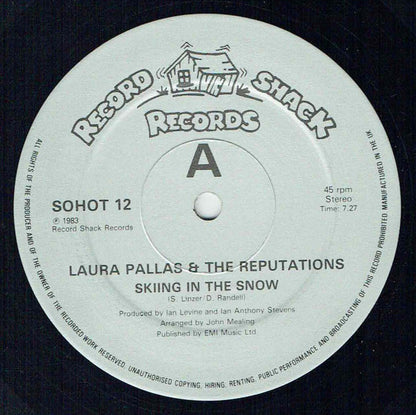 RECORD SHACK
RECORDS
A
SOHOT 12
℗ 1983
Record Shack Records
45 rpm
Stereo
Time: 7.27
LAURA PALLAS & THE REPUTATIONS
SKIING IN THE SNOW
(S. Linzer/D. Randell)
Produced by Ian Levine and Ian Anthony Stevens
Arranged by John Mealing
Published by EMI Music Ltd
ALL RIGHTS OF THE PRODUCER AND OF THE OWNER OF THE RECORDED WORK RESERVED. UNAUTHORISED COPYING, HIRING, RENTING, PUBLIC PERFORMANCE AND BROADCASTING OF THIS RECORD PROHIBITED MANUFACTURED IN THE UK